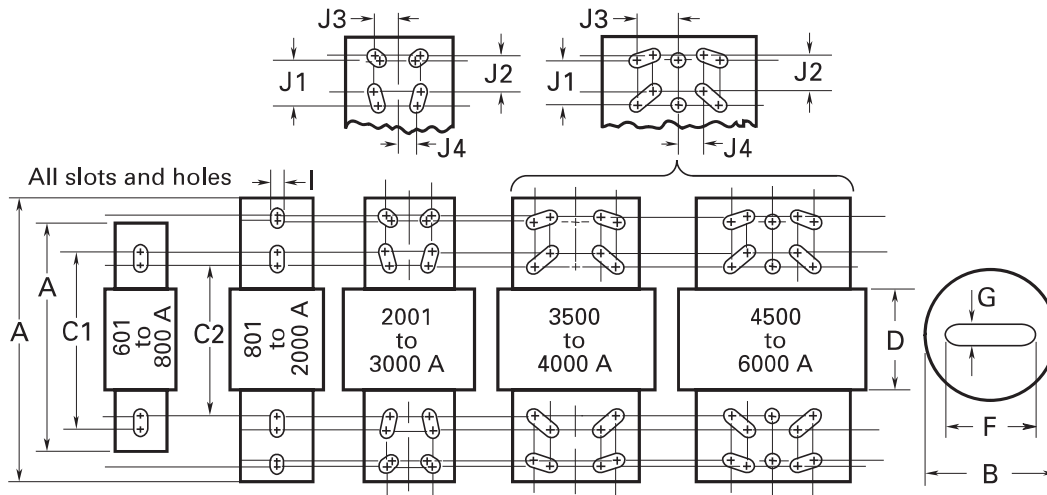 J3
J3
J1
J2
J1
J2
J4
J4
All slots and holes
I
A
A
C1
601
to
800 A
C2
801
to
2000 A
2001
to
3000 A
3500
to
4000 A
4500
to
6000 A
D
G
F
B